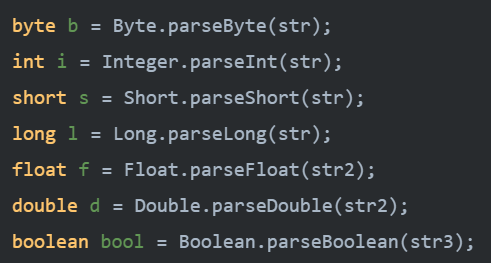 byte b = Byte.parseByte(str);
int i = Integer.parseInt(str);
short s = Short.parseShort(str);
long l = Long.parseLong(str);
float f = Float.parseFloat(str2);
double d = Double.parseDouble(str2);
boolean bool = Boolean.parseBoolean(str3);